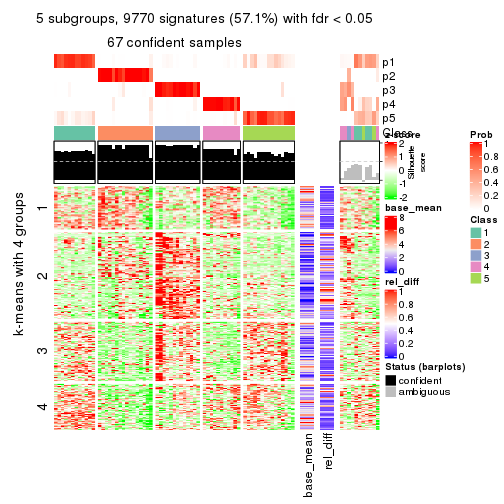 5 subgroups, 9770 signatures (57.1%) with fdr < 0.05
67 confident samples
p1
p2
p3
p4
p5
Class
Silhouette
score
1
2
3
4
k-means with 4 groups
base_mean
rel_diff
z-score
2
1
0
-1
-2
base_mean
8
6
4
2
0
rel_diff
1
0.8
0.6
0.4
0.2
0
Status (barplots)
confident
ambiguous
Prob
1
0.8
0.6
0.4
0.2
0
Class
1
2
3
4
5